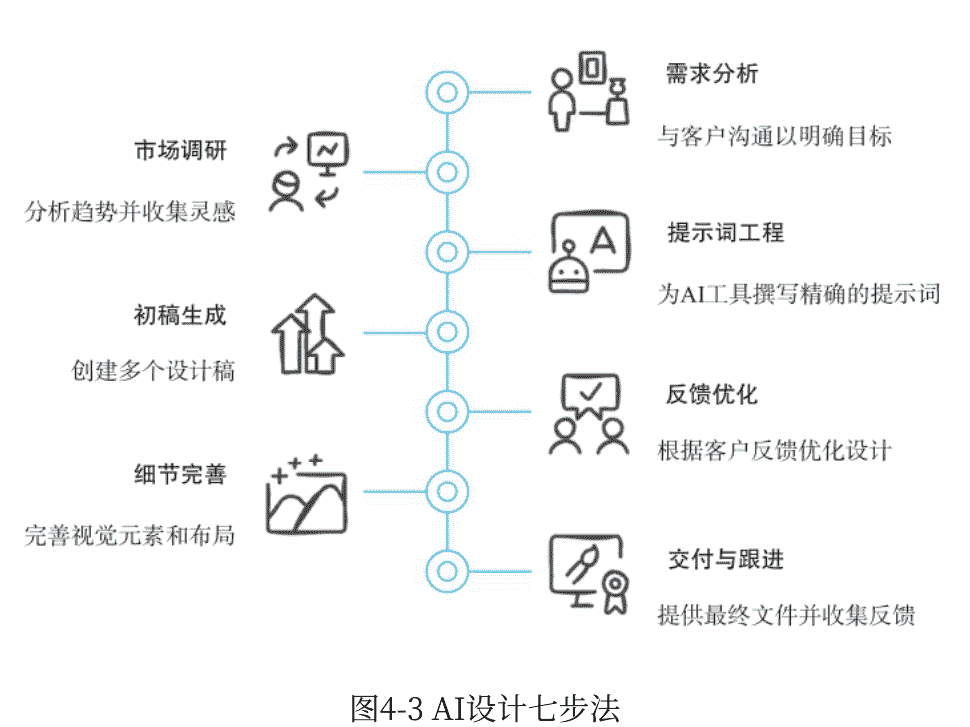 需求分析
与客户沟通以明确目标
市场调研
分析趋势并收集灵感
提示词工程
为AI工具撰写精确的提示词
初稿生成
创建多个设计稿
反馈优化
根据客户反馈优化设计
细节完善
完善视觉元素和布局
交付与跟进
提供最终文件并收集反馈
图4-3 AI设计七步法